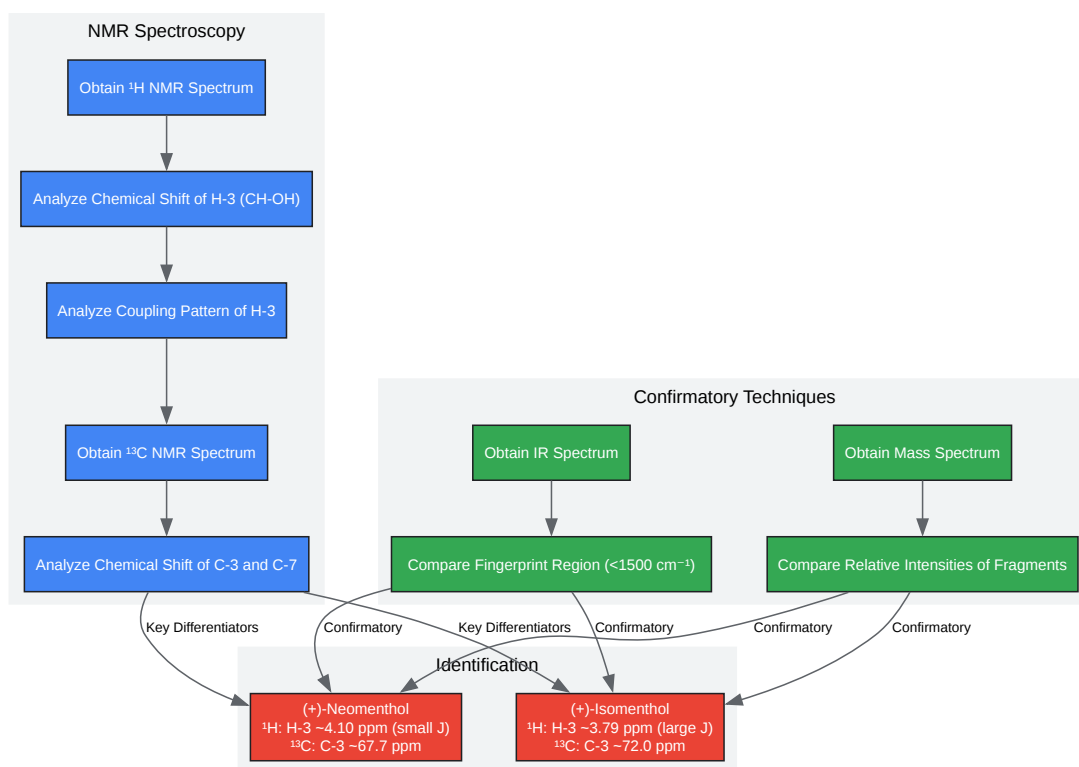 NMR Spectroscopy
Obtain ¹H NMR Spectrum
Analyze Chemical Shift of H-3 (CH-OH)
Analyze Coupling Pattern of H-3
Obtain ¹³C NMR Spectrum
Analyze Chemical Shift of C-3 and C-7
Confirmatory Techniques
Obtain IR Spectrum
Obtain Mass Spectrum
Compare Fingerprint Region (<1500 cm⁻¹)
Compare Relative Intensities of Fragments
Key Differentiators
Confirmatory
Key Differentiators
Confirmatory
Confirmatory
Confirmatory
Identification
(+)-Neomenthol
¹H: H-3 ~4.10 ppm (small J)
¹³C: C-3 ~67.7 ppm
(+)-Isomenthol
¹H: H-3 ~3.79 ppm (large J)
¹³C: C-3 ~72.0 ppm